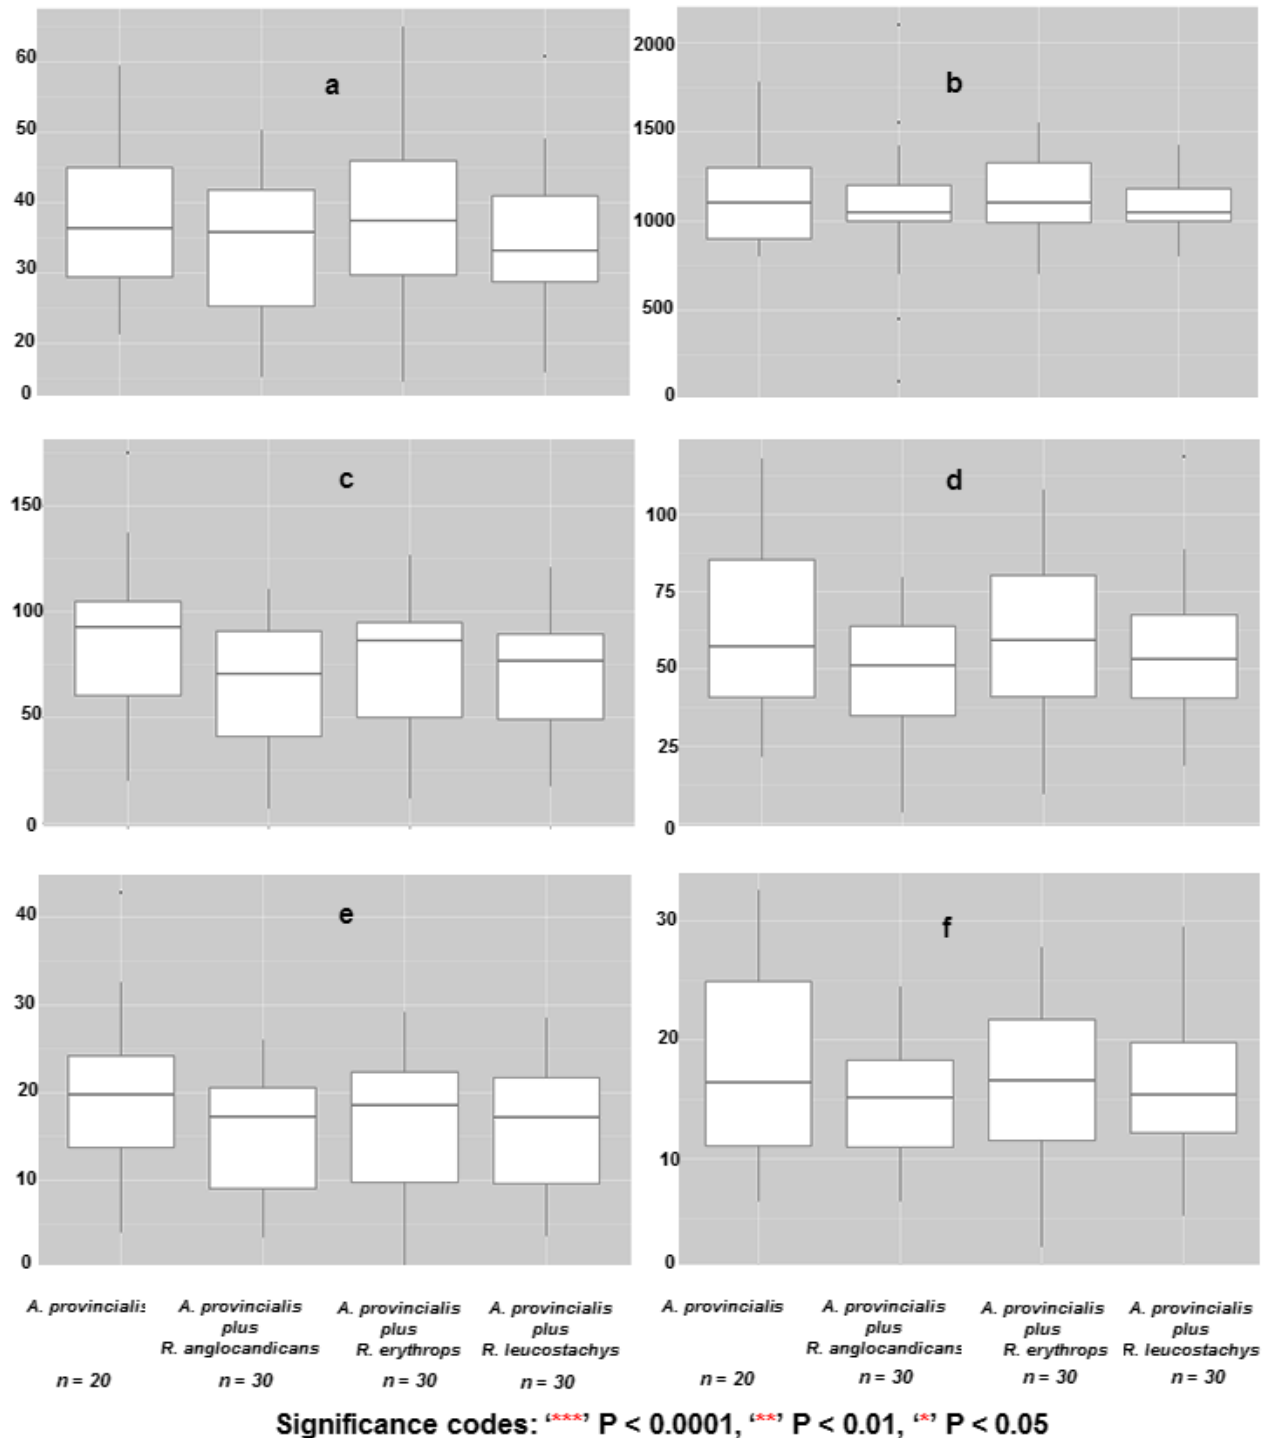 a
60
50
40
30
20
0
b
2000
1500
1000
500
0
c
150
100
50
0
d
100
75
50
25
0
e
40
30
20
10
0
f
30
20
10
0
A. provincialis
A. provincialis
plus
R. anglocandicans
A. provincialis
plus
R. erythrops
A. provincialis
plus
R. leucostachys
n = 20
n = 30
n = 30
n = 30
A. provincialis
A. provincialis
plus
R. anglocandicans
A. provincialis
plus
R. erythrops
A. provincialis
plus
R. leucostachys
n = 20
n = 30
n = 30
n = 30
Significance codes: ‘***’ P < 0.0001, ‘**’ P < 0.01, ‘*’ P < 0.05